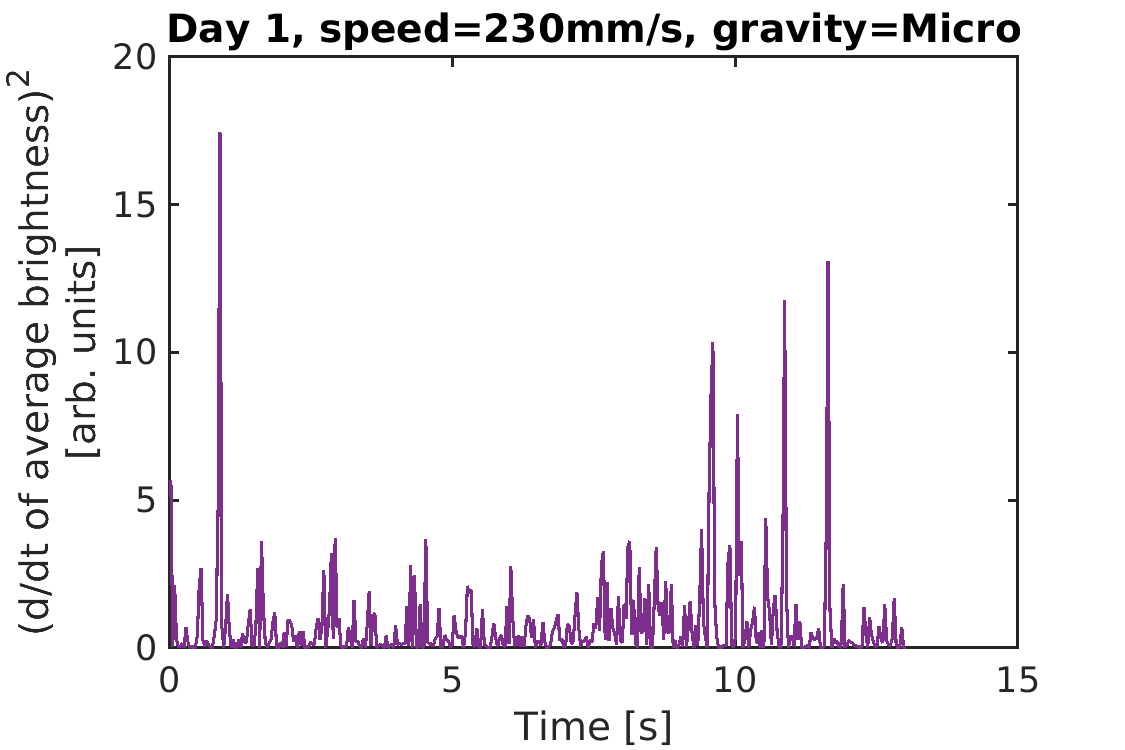 Day 1, speed=230mm/s, gravity=Micro
(d/dt of average brightness)²
[arb. units]
20
15
10
5
0
0 5 10 15
Time [s]